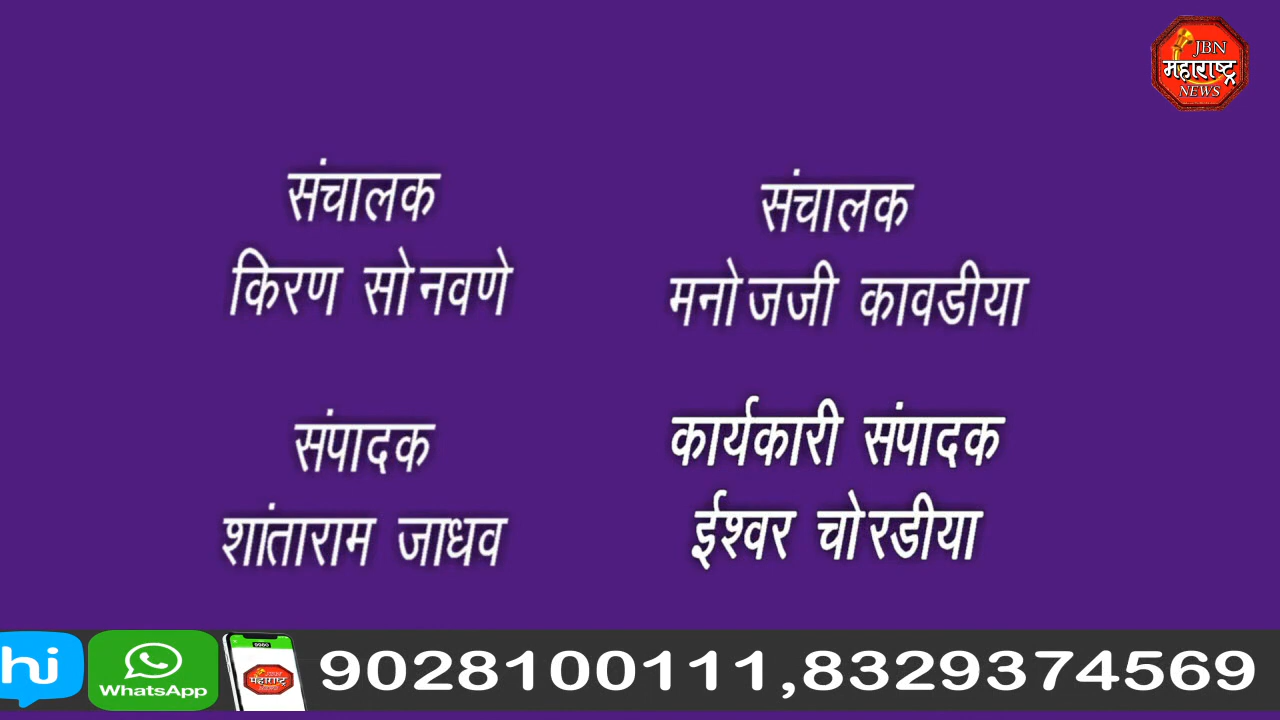 JBN
महाराष्ट्र
NEWS
संचालक
किरण सोनवणे
संचालक
मनोजजी कावडीया
संपादक
शांताराम जाधव
कार्यकारी संपादक
ईश्वर चोरडीया
hi
WhatsApp
महाराष्ट्र
9028100111,8329374569